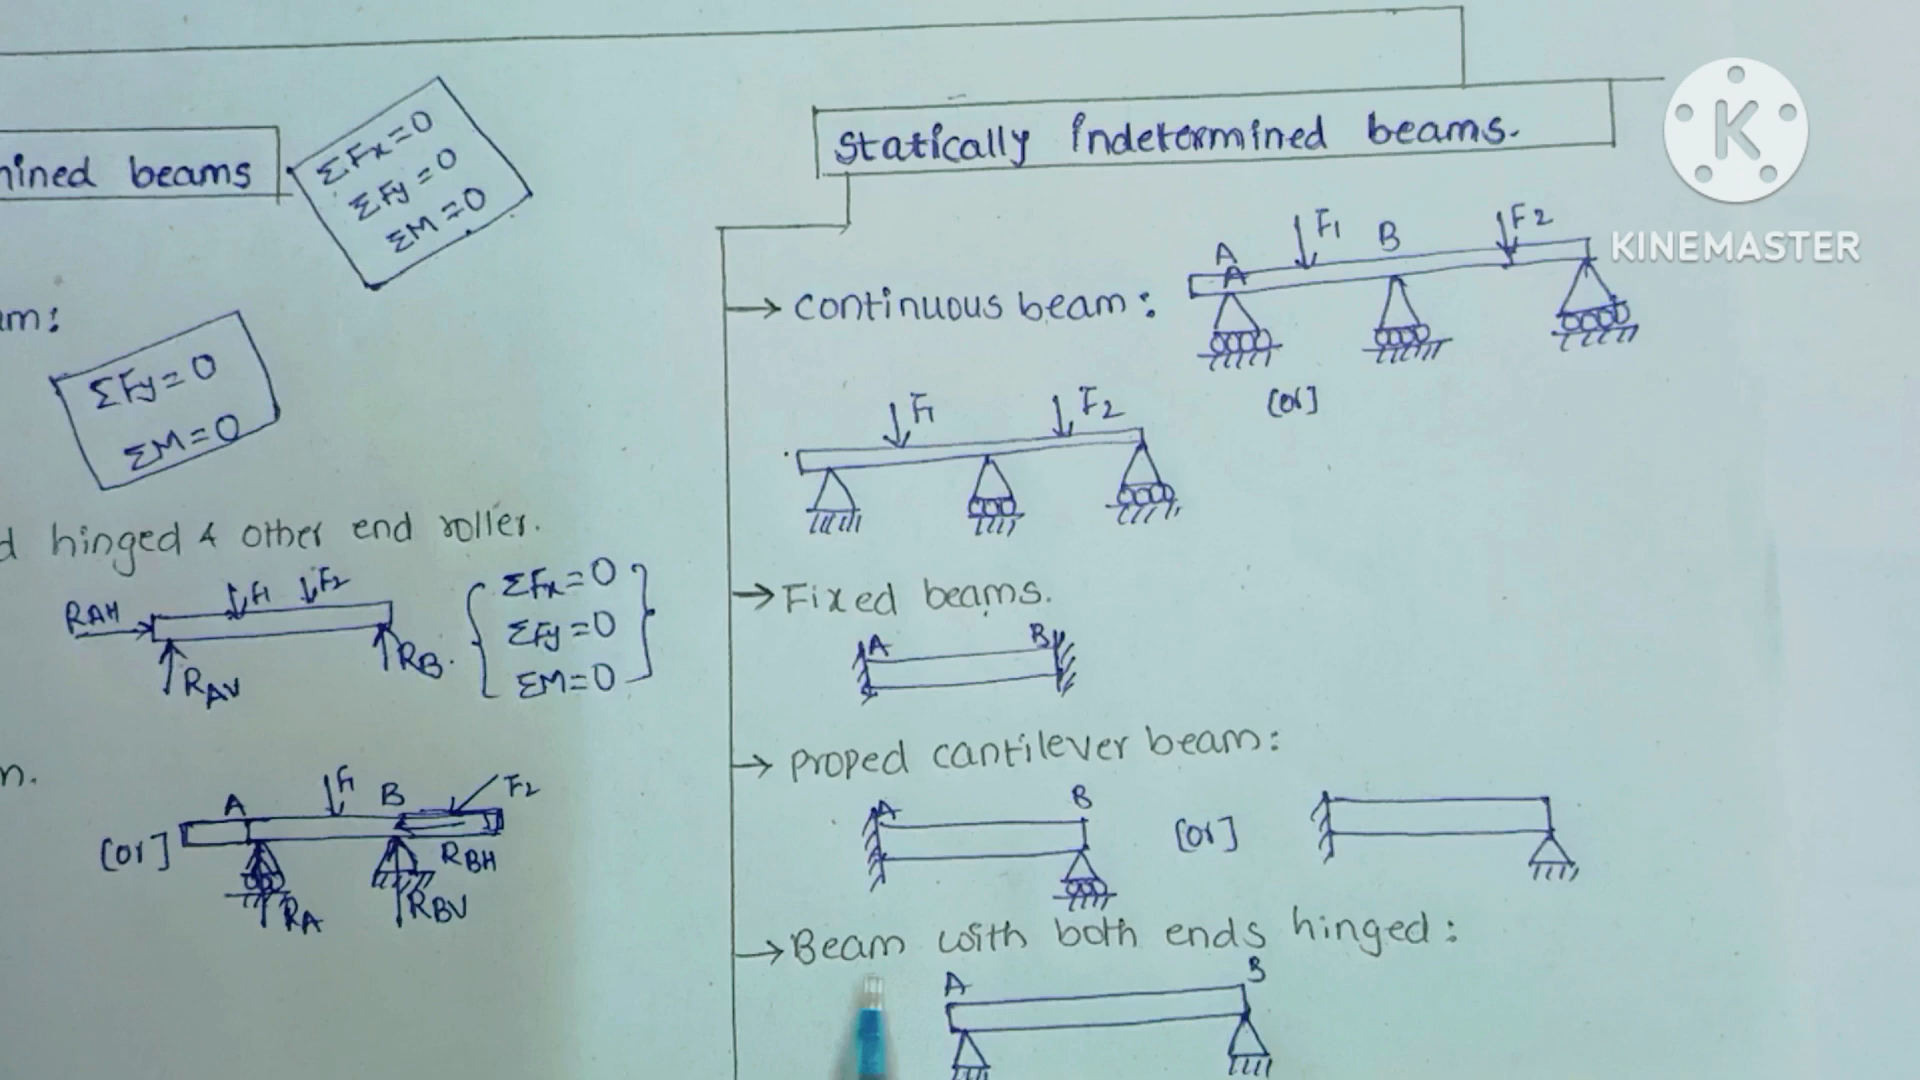 mined beams
ΣFx=0
ΣFy=0
ΣM=0
am:
ΣFy=0
ΣM=0
d hinged & other end roller.
RAH
F1
F2
RAV
RB.
ΣFx=0
ΣFy=0
ΣM=0
n.
[or]
A
F1
B
F2
RA
RBV
RBH
Statically indetermined beams.
K
KINEMASTER
→ continuous beam:
A
A
F1
B
F2
[or]
F1
F2
→ Fixed beams.
A
B
→ proped cantilever beam:
A
B
[or]
→ Beam with both ends hinged:
A
B